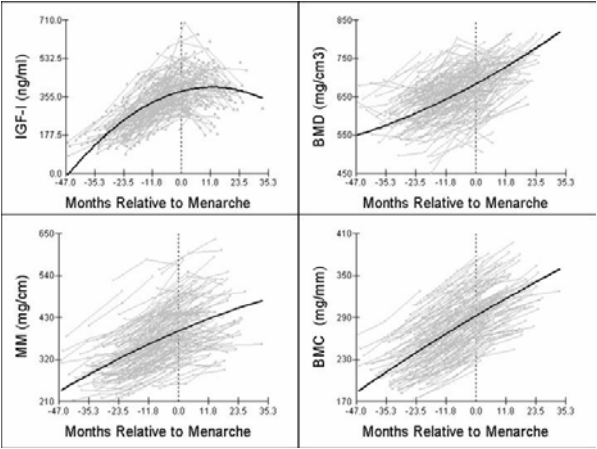 IGF-I (ng/ml)
710.0
532.5
355.0
177.5
0.0
-47.0 -35.3 -23.5 -11.8 0.0 11.8 23.5 35.3
Months Relative to Menarche
BMD (mg/cm3)
850
750
650
550
450
-47.0 -35.3 -23.5 -11.8 0.0 11.8 23.5 35.3
Months Relative to Menarche
MM (mg/cm)
650
540
430
320
210
-47.0 -35.3 -23.5 -11.8 0.0 11.8 23.5 35.3
Months Relative to Menarche
BMC (mg/mm)
410
350
290
230
170
-47.0 -35.3 -23.5 -11.8 0.0 11.8 23.5 35.3
Months Relative to Menarche